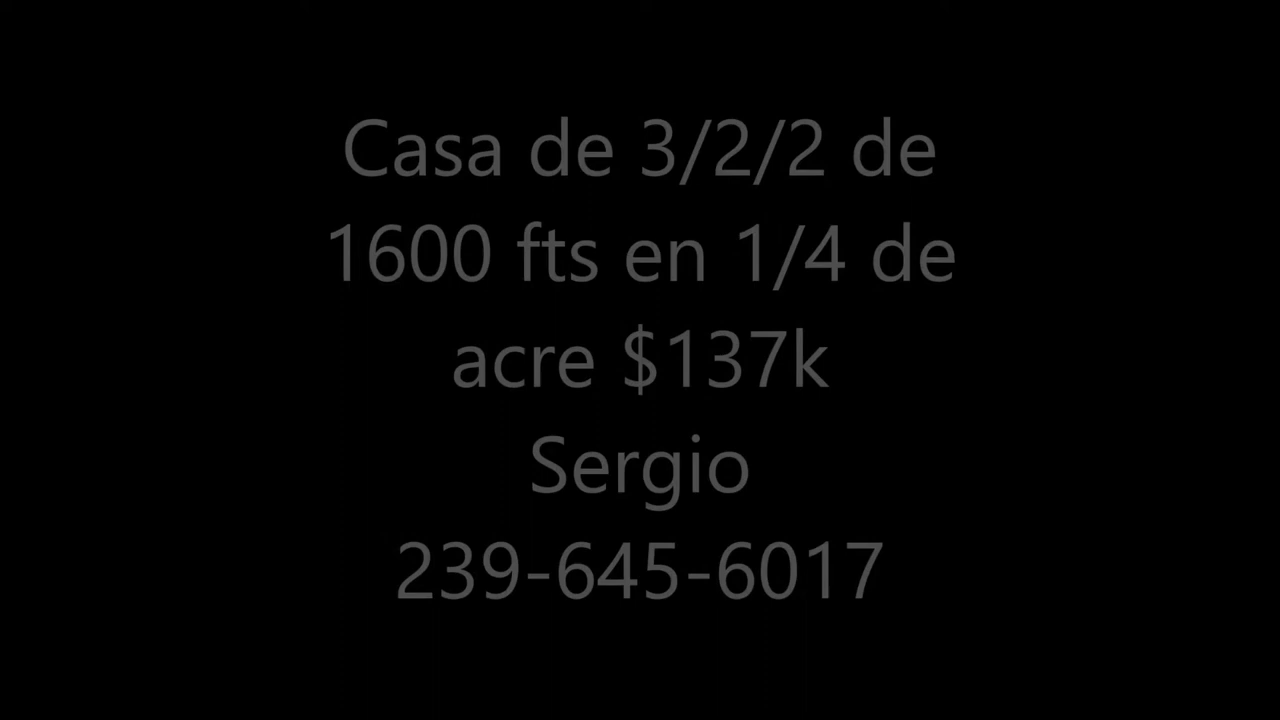 Casa de 3/2/2 de
1600 fts en 1/4 de
acre $137k
Sergio
239-645-6017